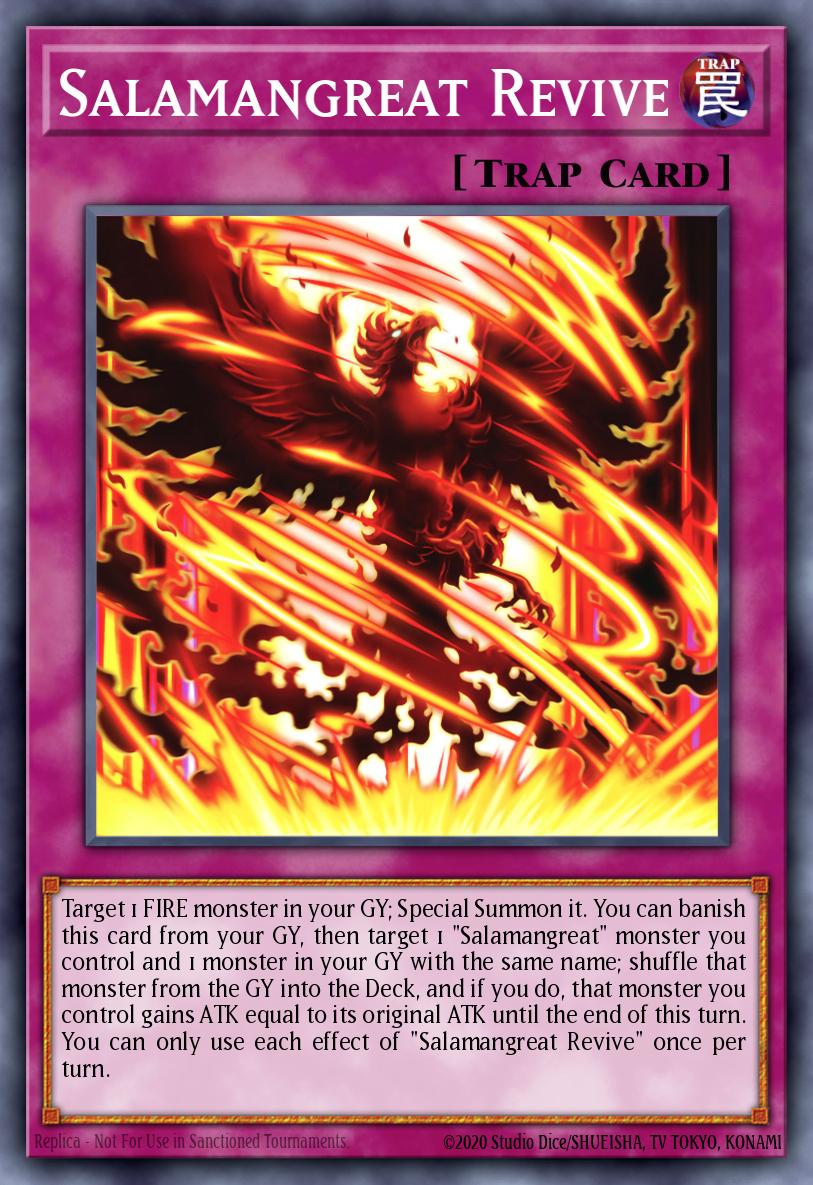 Salamangreat Revive
TRAP
罠
[Trap Card]
Target 1 FIRE monster in your GY; Special Summon it. You can banish
this card from your GY, then target 1 "Salamangreat" monster you
control and 1 monster in your GY with the same name; shuffle that
monster from the GY into the Deck, and if you do, that monster you
control gains ATK equal to its original ATK until the end of this turn.
You can only use each effect of "Salamangreat Revive" once per
turn.
Replica - Not For Use in Sanctioned Tournaments.
©2020 Studio Dice/SHUEISHA, TV TOKYO, KONAMI